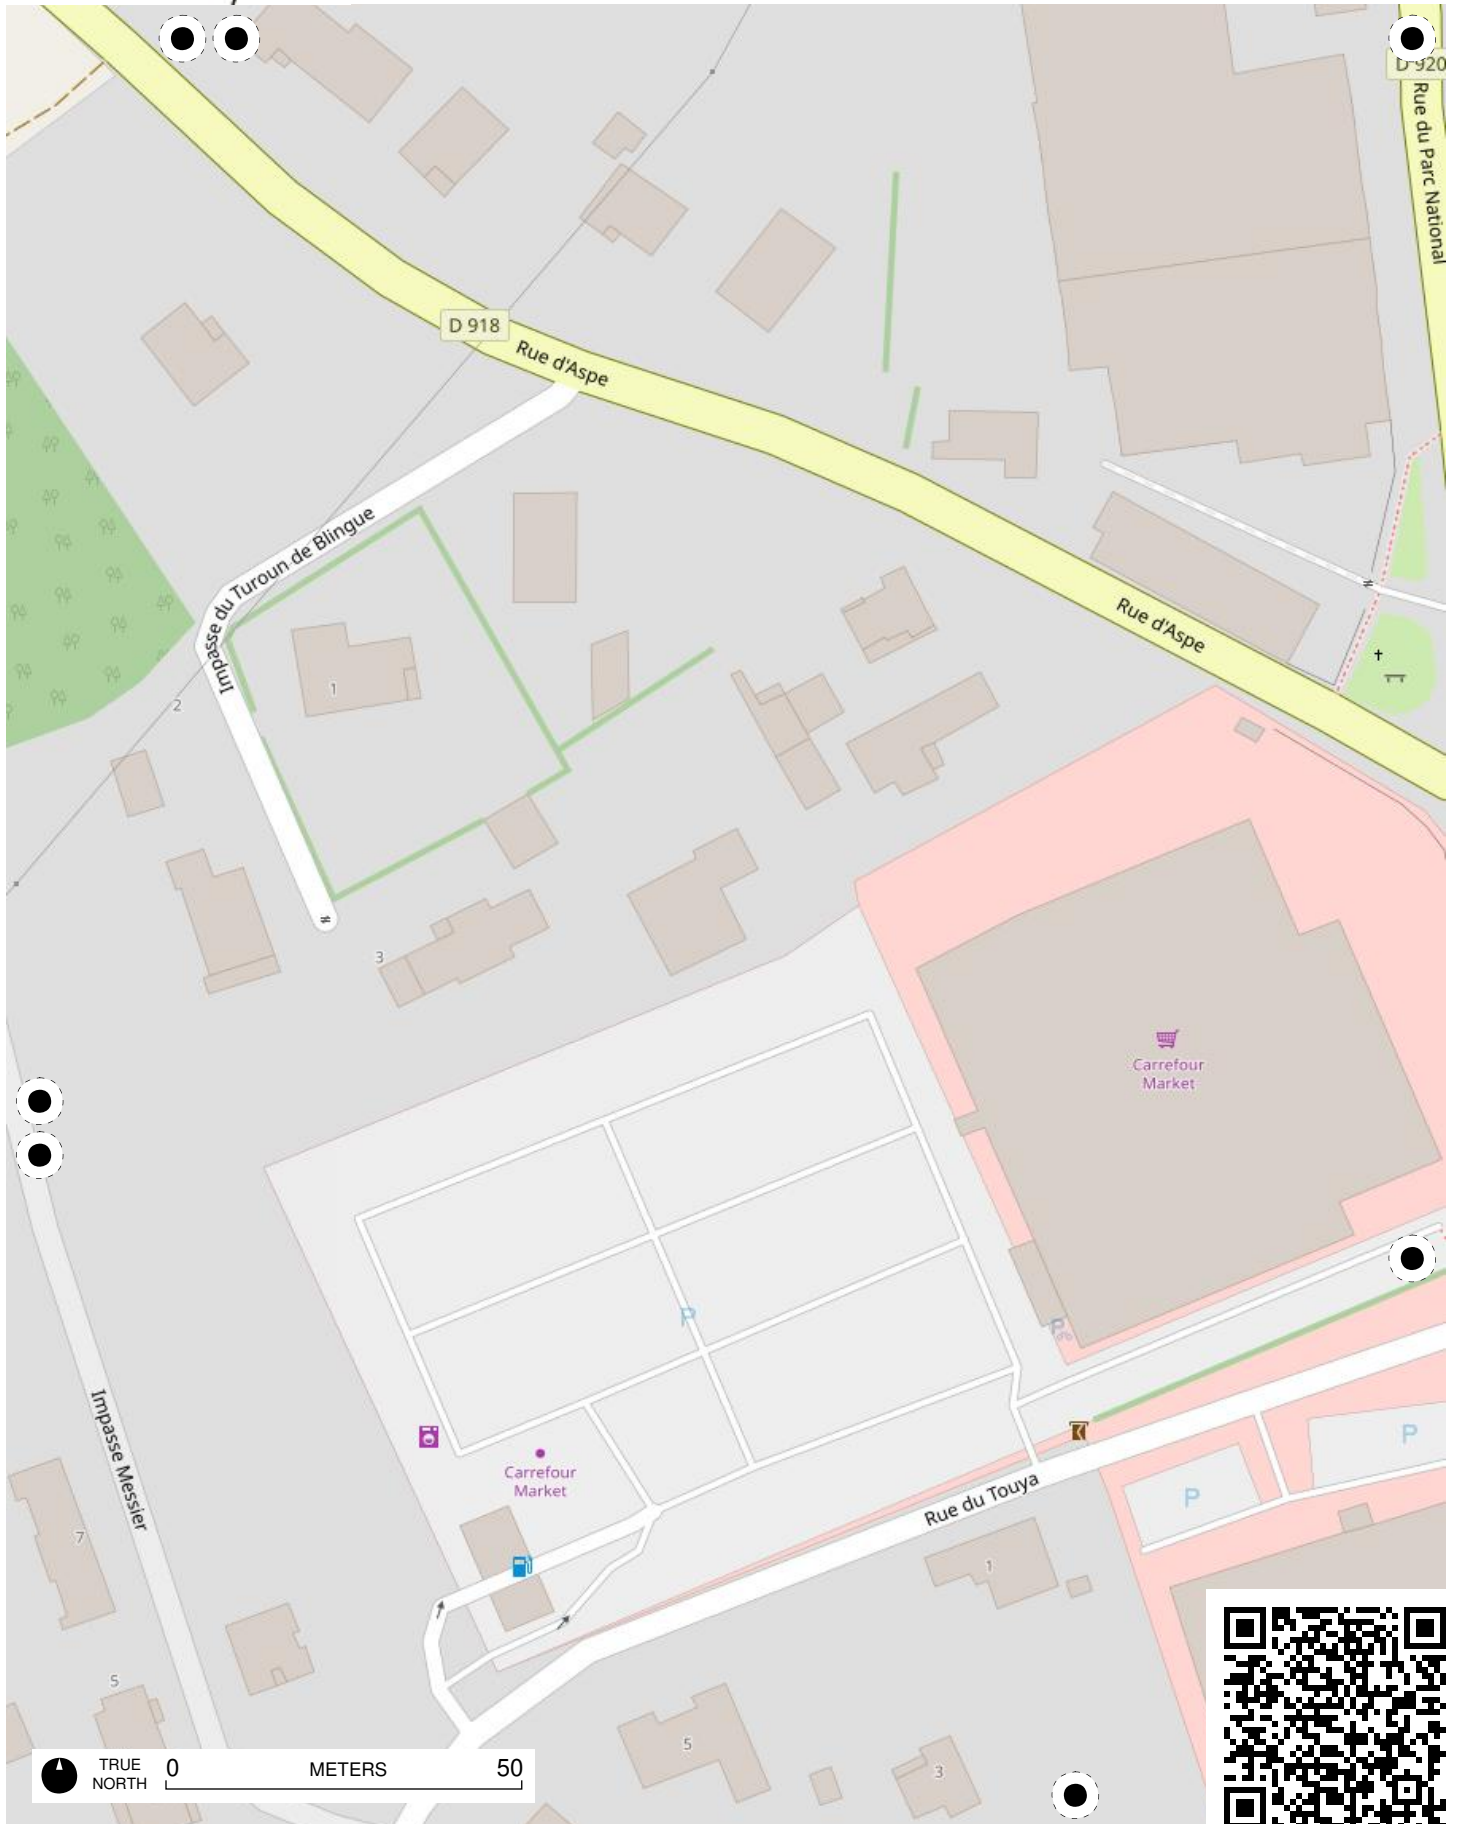 D 920
Rue du Parc National
D 918
Rue d'Aspe
Impasse du Turoun de Blingue
Rue d'Aspe
1
2
3
Carrefour
Market
P
P
Impasse Messier
Carrefour
Market
P
P
Rue du Touya
7
1
5
5
3
TRUE
NORTH
0 METERS 50